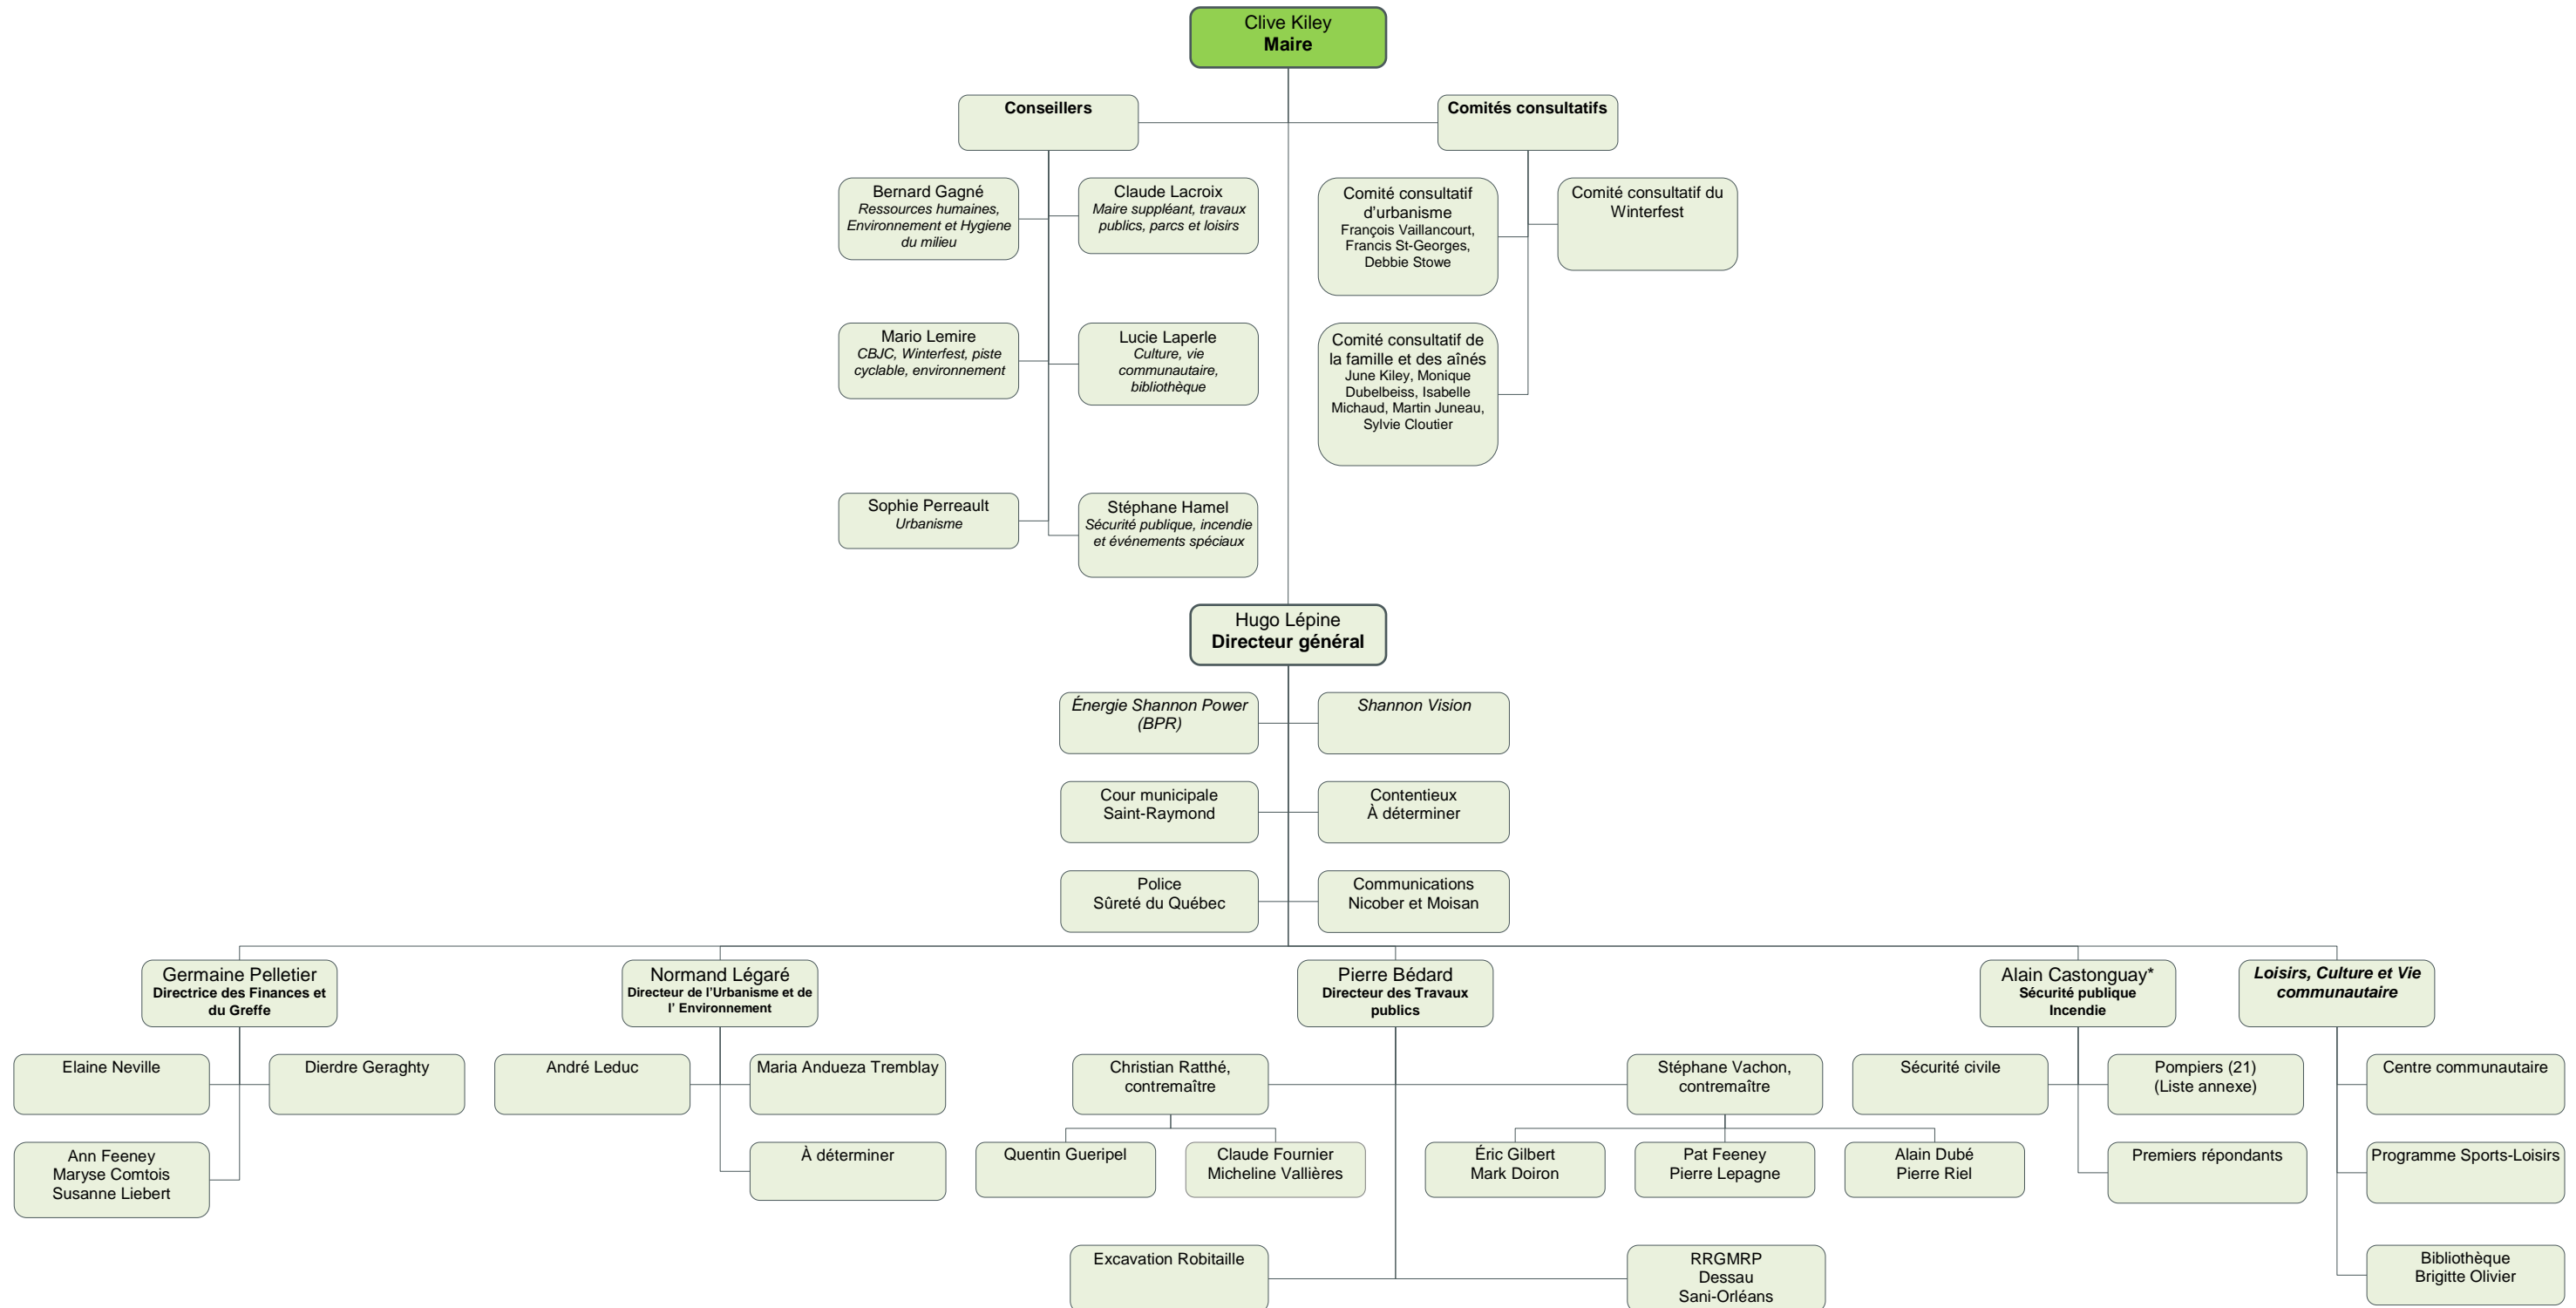 Clive Kiley
Maire
Conseillers
Comités consultatifs
Bernard Gagné
Ressources humaines,
Environnement et Hygiene
du milieu
Claude Lacroix
Maire suppléant, travaux
publics, parcs et loisirs
Comité consultatif
d'urbanisme
François Vaillancourt,
Francis St-Georges,
Debbie Stowe
Comité consultatif du
Winterfest
Mario Lemire
CBJC, Winterfest, piste
cyclable, environnement
Lucie Laperle
Culture, vie
communautaire,
bibliothèque
Comité consultatif de
la famille et des aînés
June Kiley, Monique
Dubelbeiss, Isabelle
Michaud, Martin Juneau,
Sylvie Cloutier
Sophie Perreault
Urbanisme
Stéphane Hamel
Sécurité publique, incendie
et événements spéciaux
Hugo Lépine
Directeur général
Énergie Shannon Power
(BPR)
Shannon Vision
Cour municipale
Saint-Raymond
Contentieux
À déterminer
Police
Sûreté du Québec
Communications
Nicober et Moisan
Germaine Pelletier
Directrice des Finances et
du Greffe
Normand Légaré
Directeur de l'Urbanisme et de
l' Environnement
Pierre Bédard
Directeur des Travaux
publics
Alain Castonguay*
Sécurité publique
Incendie
Loisirs, Culture et Vie
communautaire
Elaine Neville
Dierdre Geraghty
André Leduc
Maria Andueza Tremblay
Christian Ratthé,
contremaître
Stéphane Vachon,
contremaître
Sécurité civile
Pompiers (21)
(Liste annexe)
Centre communautaire
Ann Feeney
Maryse Comtois
Susanne Liebert
À déterminer
Quentin Gueripel
Claude Fournier
Micheline Vallières
Éric Gilbert
Mark Doiron
Pat Feeney
Pierre Lepagne
Alain Dubé
Pierre Riel
Premiers répondants
Programme Sports-Loisirs
Excavation Robitaille
RRGMRP
Dessau
Sani-Orléans
Bibliothèque
Brigitte Olivier